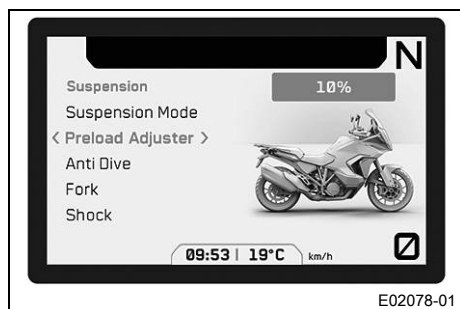 N
Suspension
10%
Suspension Mode
< Preload Adjuster >
Anti Dive
Fork
Shock
09:53 | 19°C km/h
0
E02078-01